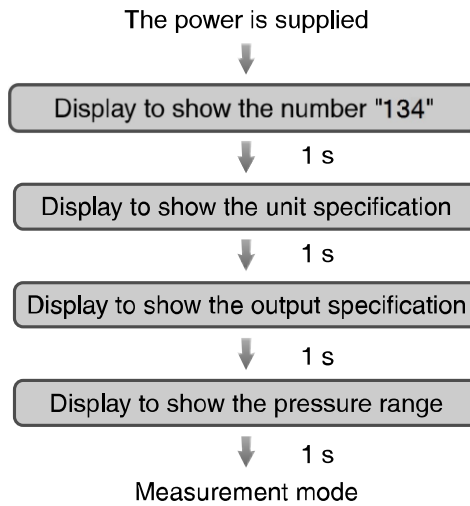 The power is supplied
Display to show the number "134"
1 s
Display to show the unit specification
1 s
Display to show the output specification
1 s
Display to show the pressure range
1 s
Measurement mode